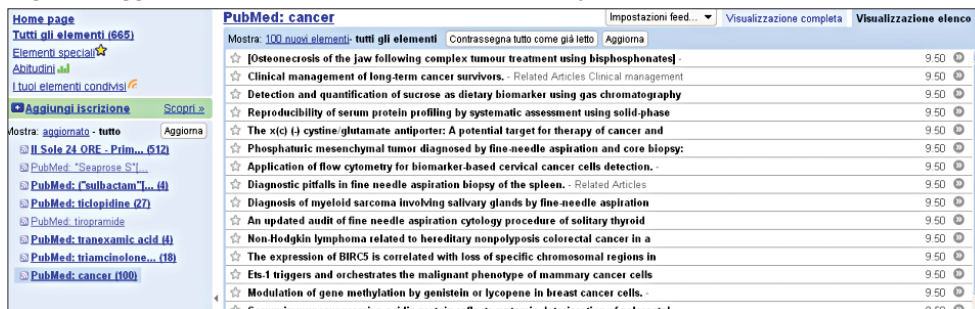 Home page
Tutti gli elementi (665)
Elementi speciali
Abitudini
I tuoi elementi condivisi
Aggiungi iscrizione Scopri »
Mostra: aggiornato - tutto Aggiorna
Il Sole 24 ORE - Prim... (512)
PubMed: "Seaprose S"[...
PubMed: ("sulbactam"]... (4)
PubMed: ticlopidine (27)
PubMed: tiropramide
PubMed: tranexamic acid (4)
PubMed: triamcinolone... (18)
PubMed: cancer (100)
PubMed: cancer Impostazioni feed... Visualizzazione completa Visualizzazione elenco
Mostra: 100 nuovi elementi - tutti gli elementi Contrassegna tutto come già letto Aggiorna
[Osteonecrosis of the jaw following complex tumour treatment using bisphosphonates] - 9.50
Clinical management of long-term cancer survivors. - Related Articles Clinical management 9.50
Detection and quantification of sucrose as dietary biomarker using gas chromatography 9.50
Reproducibility of serum protein profiling by systematic assessment using solid-phase 9.50
The x(c) (-) cystine/glutamate antiporter: A potential target for therapy of cancer and 9.50
Phosphaturic mesenchymal tumor diagnosed by fine-needle aspiration and core biopsy: 9.50
Application of flow cytometry for biomarker-based cervical cancer cells detection. - 9.50
Diagnostic pitfalls in fine needle aspiration biopsy of the spleen. - Related Articles 9.50
Diagnosis of myeloid sarcoma involving salivary glands by fine-needle aspiration 9.50
An updated audit of fine needle aspiration cytology procedure of solitary thyroid 9.50
Non-Hodgkin lymphoma related to hereditary nonpolyposis colorectal cancer in a 9.50
The expression of BIRC5 is correlated with loss of specific chromosomal regions in 9.50
Ets-1 triggers and orchestrates the malignant phenotype of mammary cancer cells 9.50
Modulation of gene methylation by genistein or lycopene in breast cancer cells. - 9.50